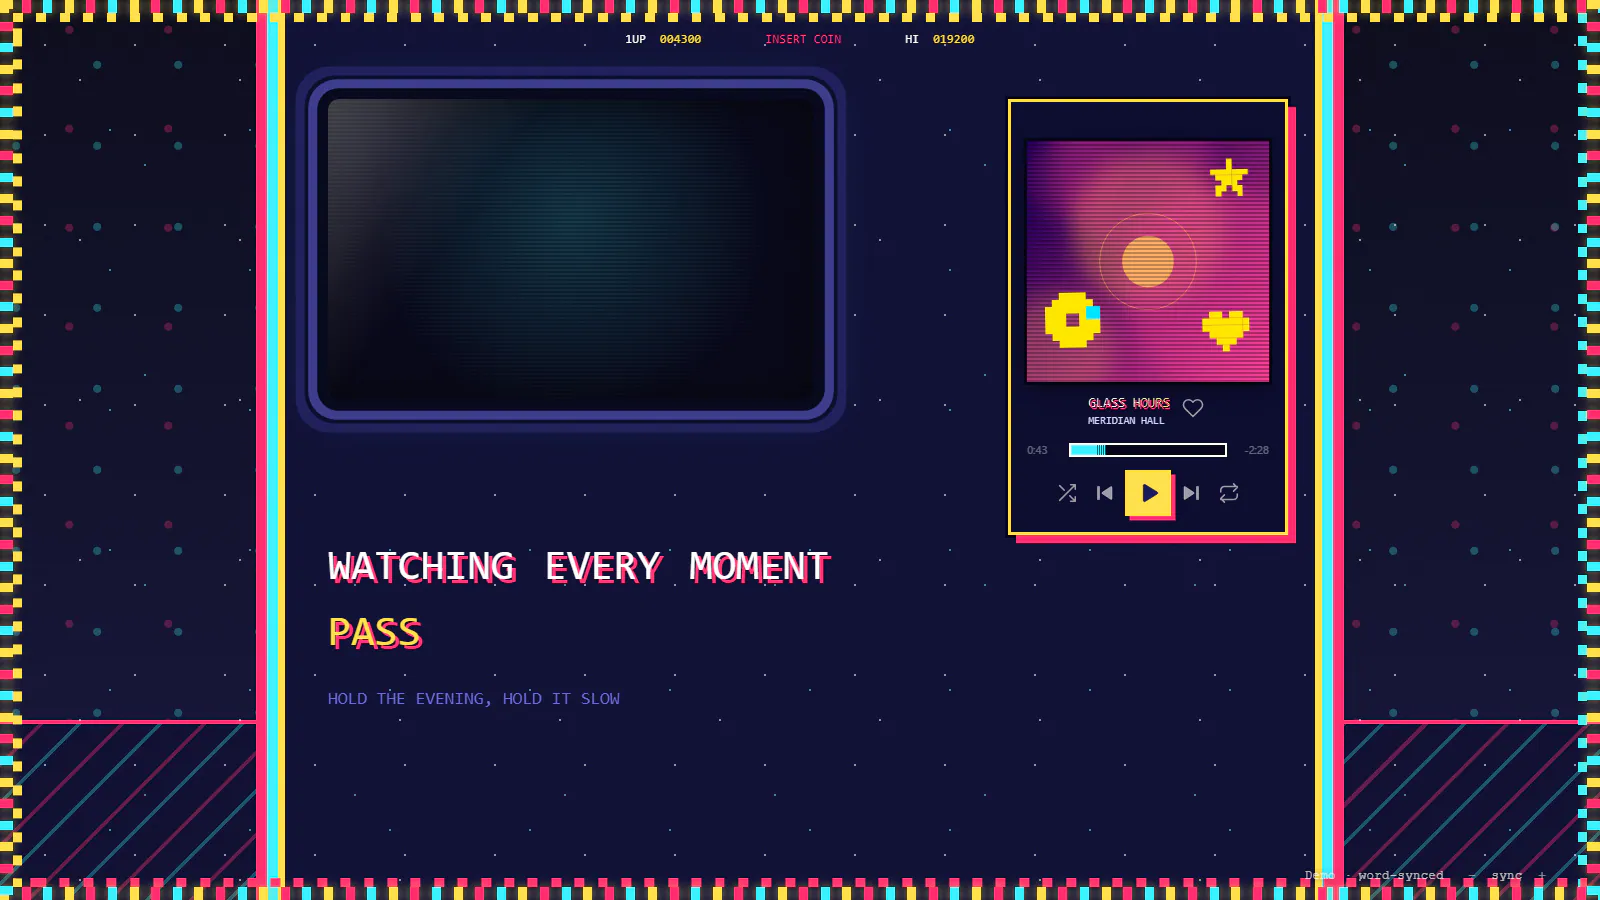 1UP 004300 INSERT COIN HI 019200
GLASS HOURS
MERIDIAN HALL
0:43 -2:28
WATCHING EVERY MOMENT
PASS
HOLD THE EVENING, HOLD IT SLOW
Demo · word-synced – sync +